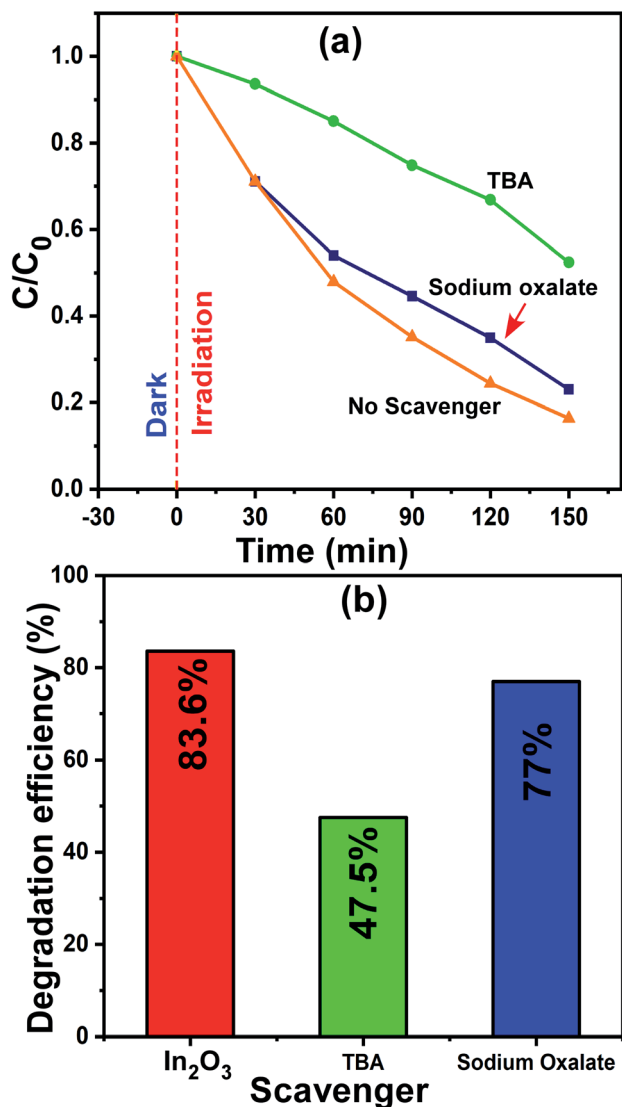 (a)
1.0
0.8
0.6
0.4
0.2
0.0
C/C₀
TBA
Sodium oxalate
No Scavenger
Dark
Irradiation
-30 0 30 60 90 120 150
Time (min)
(b)
100
80
60
40
20
0
Degradation efficiency (%)
83.6%
47.5%
77%
In₂O₃ TBA Sodium Oxalate
Scavenger